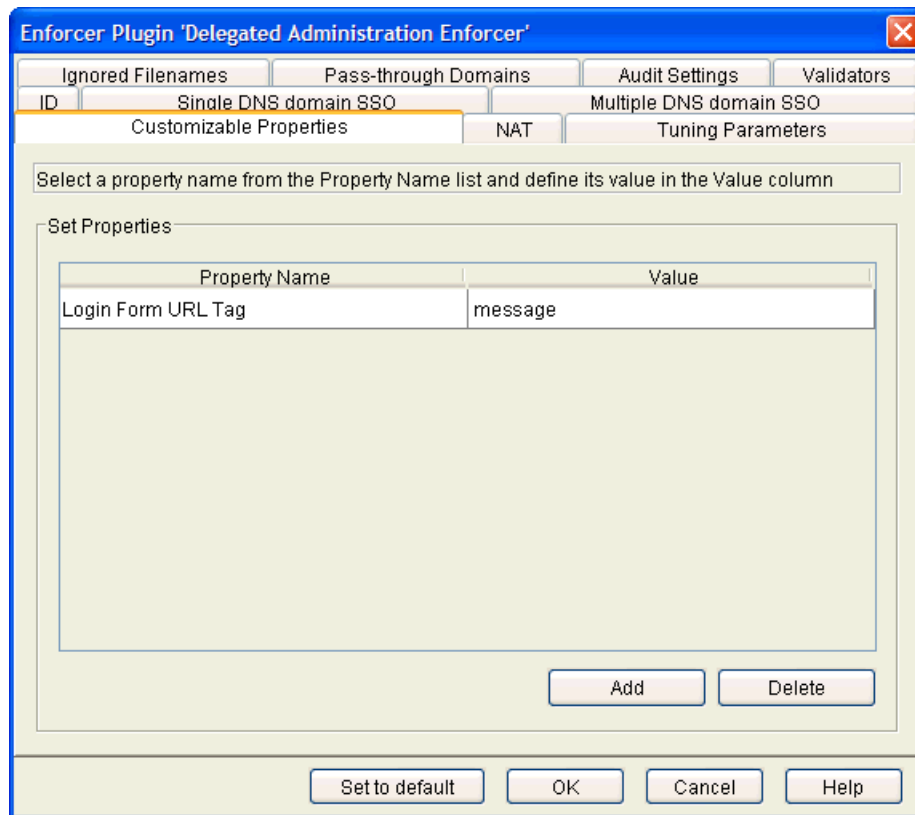 Enforcer Plugin 'Delegated Administration Enforcer'
Ignored Filenames Pass-through Domains Audit Settings Validators
ID Single DNS domain SSO Multiple DNS domain SSO
Customizable Properties NAT Tuning Parameters
Select a property name from the Property Name list and define its value in the Value column
Set Properties
Property Name Value
Login Form URL Tag message
Add Delete
Set to default OK Cancel Help